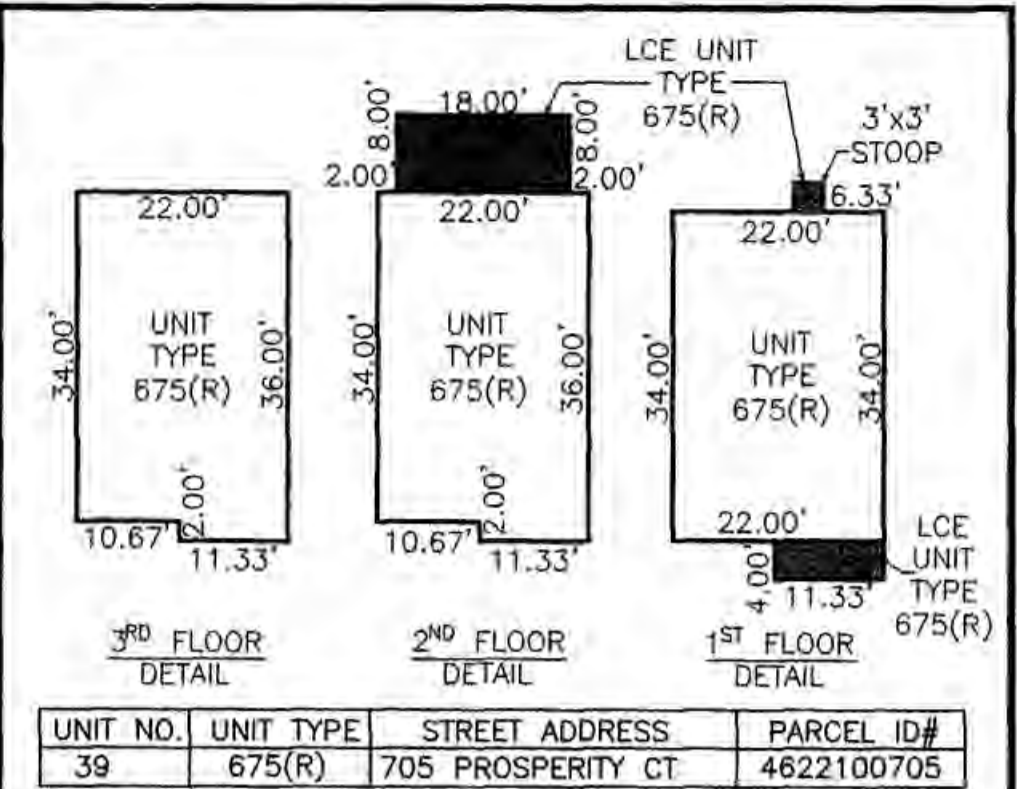 LCE UNIT
TYPE
675(R)
3'x3'
STOOP
8.00'
18.00'
8.00'
2.00'
2.00'
6.33'
22.00'
22.00'
22.00'
34.00'
UNIT
TYPE
675(R)
36.00'
34.00'
UNIT
TYPE
675(R)
36.00'
34.00'
UNIT
TYPE
675(R)
34.00'
2.00'
10.67'
11.33'
2.00'
10.67'
11.33'
22.00'
4.00'
11.33'
LCE
UNIT
TYPE
675(R)
3RD FLOOR
DETAIL
2ND FLOOR
DETAIL
1ST FLOOR
DETAIL
UNIT NO. UNIT TYPE STREET ADDRESS PARCEL ID#
39 675(R) 705 PROSPERITY CT 4622100705